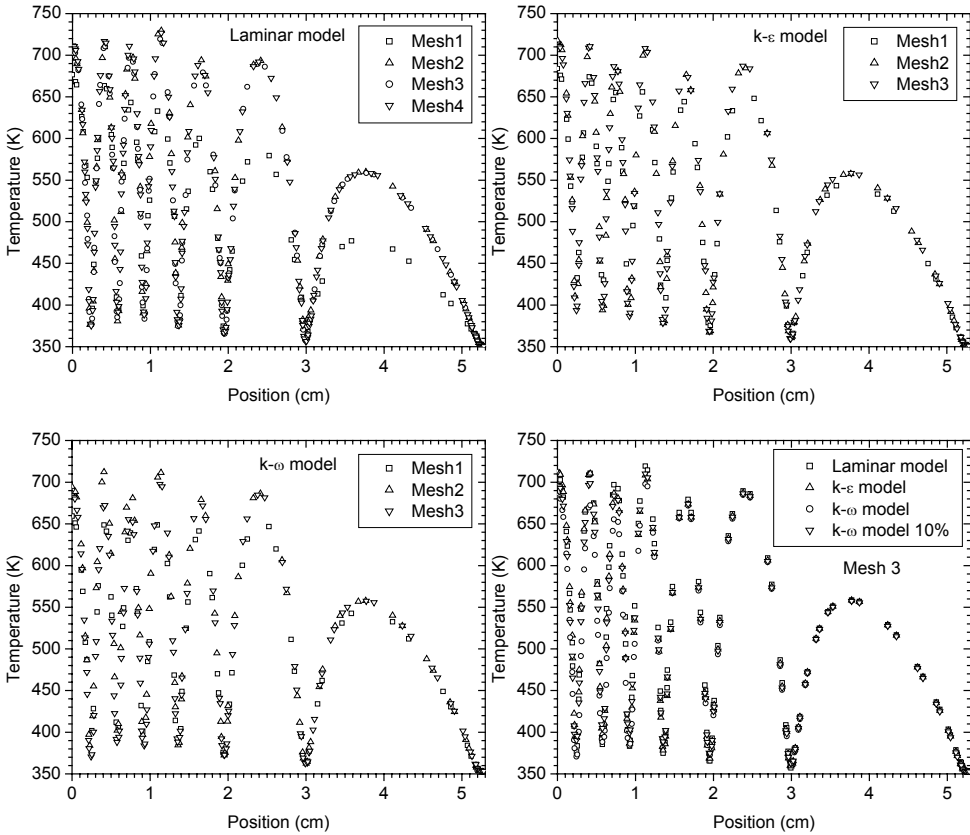 Laminar model
Mesh1
Mesh2
Mesh3
Mesh4
750
700
650
600
550
500
450
400
350
Temperature (K)
0 1 2 3 4 5
Position (cm)
k-ε model
Mesh1
Mesh2
Mesh3
750
700
650
600
550
500
450
400
350
Temperature (K)
0 1 2 3 4 5
Position (cm)
k-ω model
Mesh1
Mesh2
Mesh3
750
700
650
600
550
500
450
400
350
Temperature (K)
0 1 2 3 4 5
Position (cm)
Laminar model
k-ε model
k-ω model
k-ω model 10%
Mesh 3
750
700
650
600
550
500
450
400
350
Temperature (K)
0 1 2 3 4 5
Position (cm)